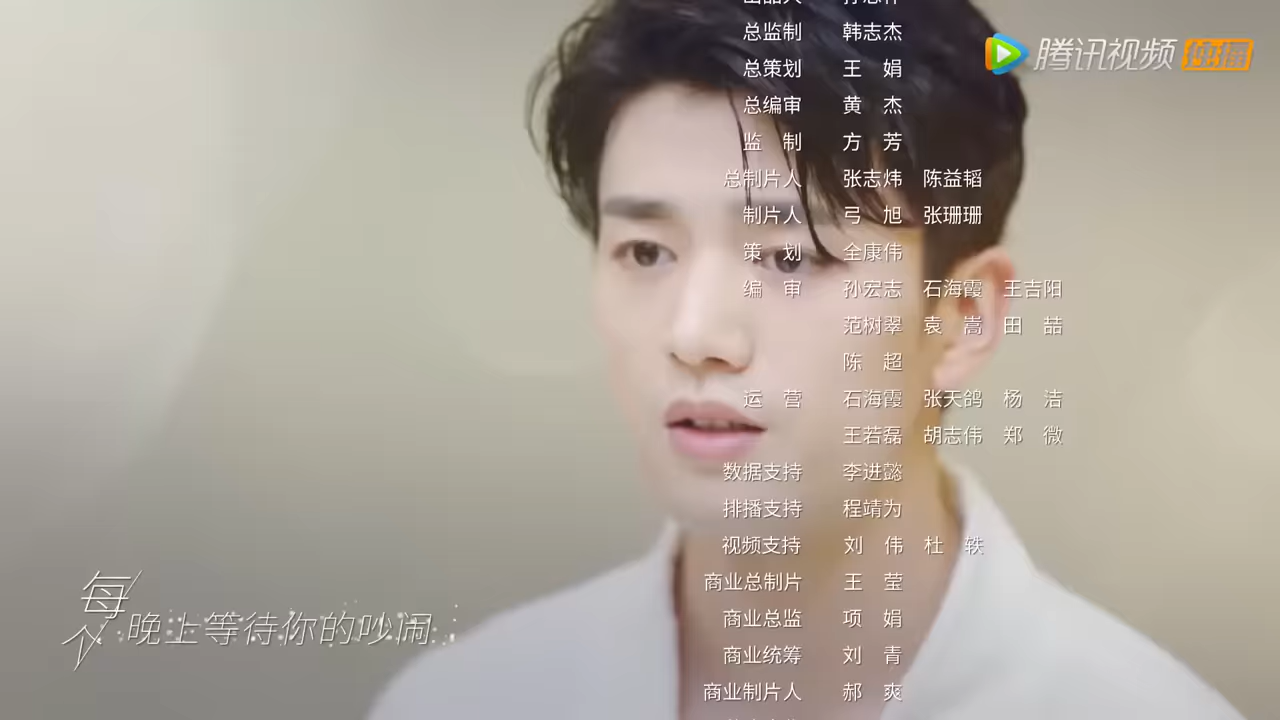 总监制 韩志杰
总策划 王 娟
总编审 黄 杰
监 制 方 芳
总制片人 张志炜 陈益韬
制片人 弓 旭 张珊珊
策 划 全康伟
编 审 孙宏志 石海霞 王吉阳
范树翠 袁 嵩 田 喆
陈 超
运 营 石海霞 张天鸽 杨 洁
王若磊 胡志伟 郑 微
数据支持 李进懿
排播支持 程靖为
视频支持 刘 伟 杜 轶
商业总制片 王 莹
商业总监 项 娟
商业统筹 刘 青
商业制片人 郝 爽
腾讯视频 独播
每个晚上等待你的吵闹